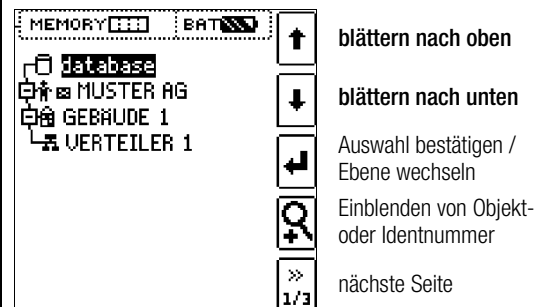 MEMORY BAT
database
MUSTER AG
GEBÄUDE 1
VERTEILER 1
blättern nach oben
blättern nach unten
Auswahl bestätigen /
Ebene wechseln
Einblenden von Objekt-
oder Identnummer
»
1/3
nächste Seite